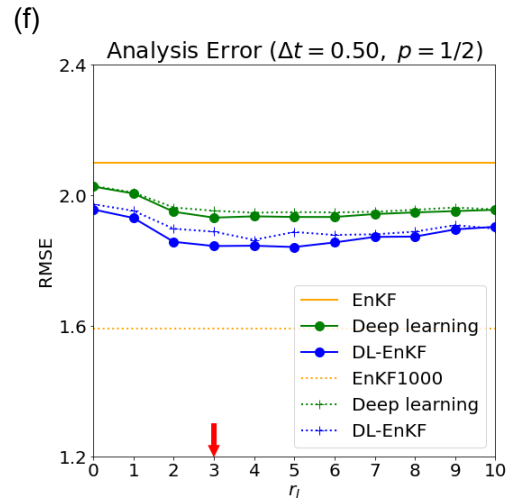 (f)
Analysis Error (Δt = 0.50, p = 1/2)
2.4
2.0
1.6
1.2
RMSE
EnKF
Deep learning
DL-EnKF
EnKF1000
Deep learning
DL-EnKF
0 1 2 3 4 5 6 7 8 9 10
r_l